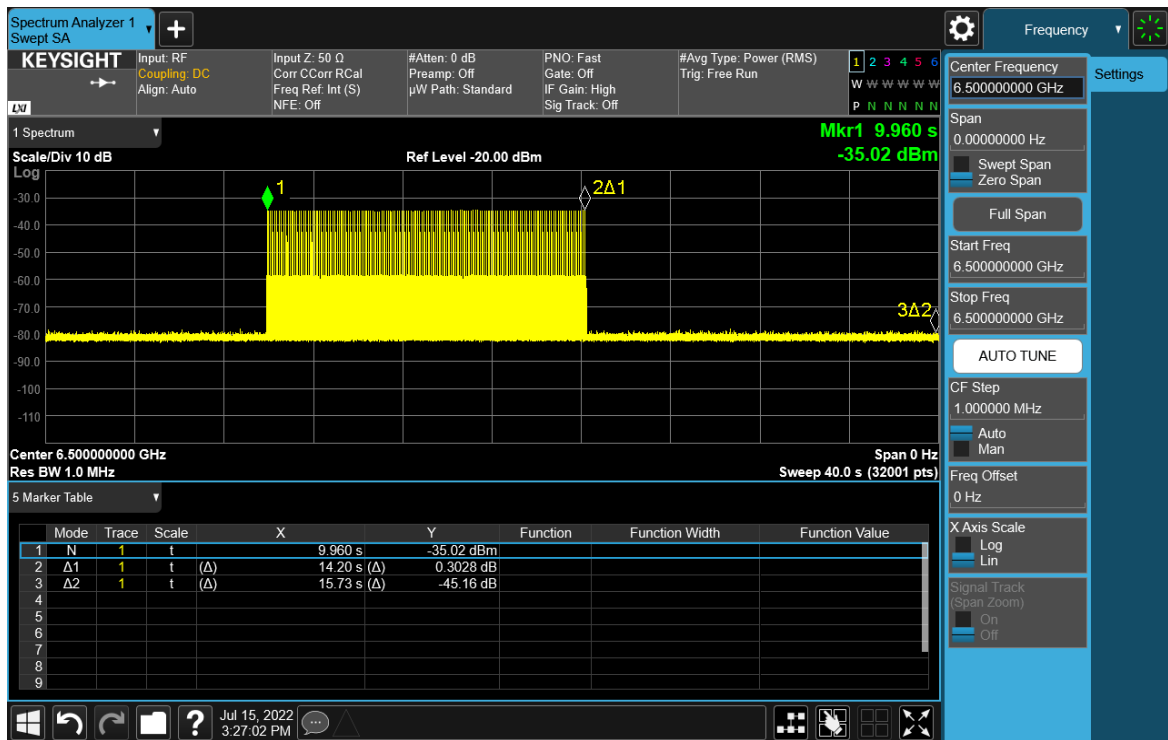 Spectrum Analyzer 1
Swept SA
+
Frequency
KEYSIGHT
Input: RF
Coupling: DC
Align: Auto
Input Z: 50 Ω
Corr CCorr RCal
Freq Ref: Int (S)
NFE: Off
#Atten: 0 dB
Preamp: Off
µW Path: Standard
PNO: Fast
Gate: Off
IF Gain: High
Sig Track: Off
#Avg Type: Power (RMS)
Trig: Free Run
1 2 3 4 5 6
W W W W W W
P N N N N N
LXI
1 Spectrum
Scale/Div 10 dB
Ref Level -20.00 dBm
Mkr1 9.960 s
-35.02 dBm
Log
1
2Δ1
3Δ2
-30.0
-40.0
-50.0
-60.0
-70.0
-80.0
-90.0
-100
-110
Center 6.500000000 GHz
Span 0 Hz
Res BW 1.0 MHz
Sweep 40.0 s (32001 pts)
5 Marker Table
Mode Trace Scale X Y Function Function Width Function Value
1 N 1 t 9.960 s -35.02 dBm
2 Δ1 1 t (Δ) 14.20 s (Δ) 0.3028 dB
3 Δ2 1 t (Δ) 15.73 s (Δ) -45.16 dB
4
5
6
7
8
9
?
Jul 15, 2022
3:27:02 PM
Settings
Center Frequency
6.500000000 GHz
Span
0.00000000 Hz
Swept Span
Zero Span
Full Span
Start Freq
6.500000000 GHz
Stop Freq
6.500000000 GHz
AUTO TUNE
CF Step
1.000000 MHz
Auto
Man
Freq Offset
0 Hz
X Axis Scale
Log
Lin
Signal Track
(Span Zoom)
On
Off